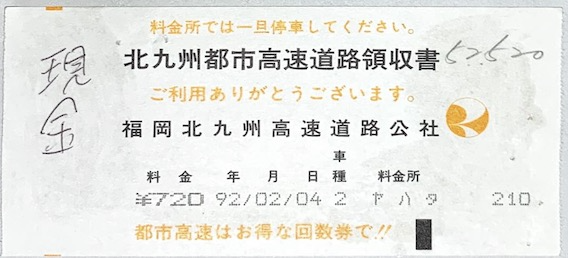 料金所では一旦停車してください。
現金
北九州都市高速道路領収書 52520
ご利用ありがとうございます。
福岡北九州高速道路公社
車
料金 年月日 種 料金所
¥720 92/02/04 2 ヤハタ 210.
都市高速はお得な回数券で!!